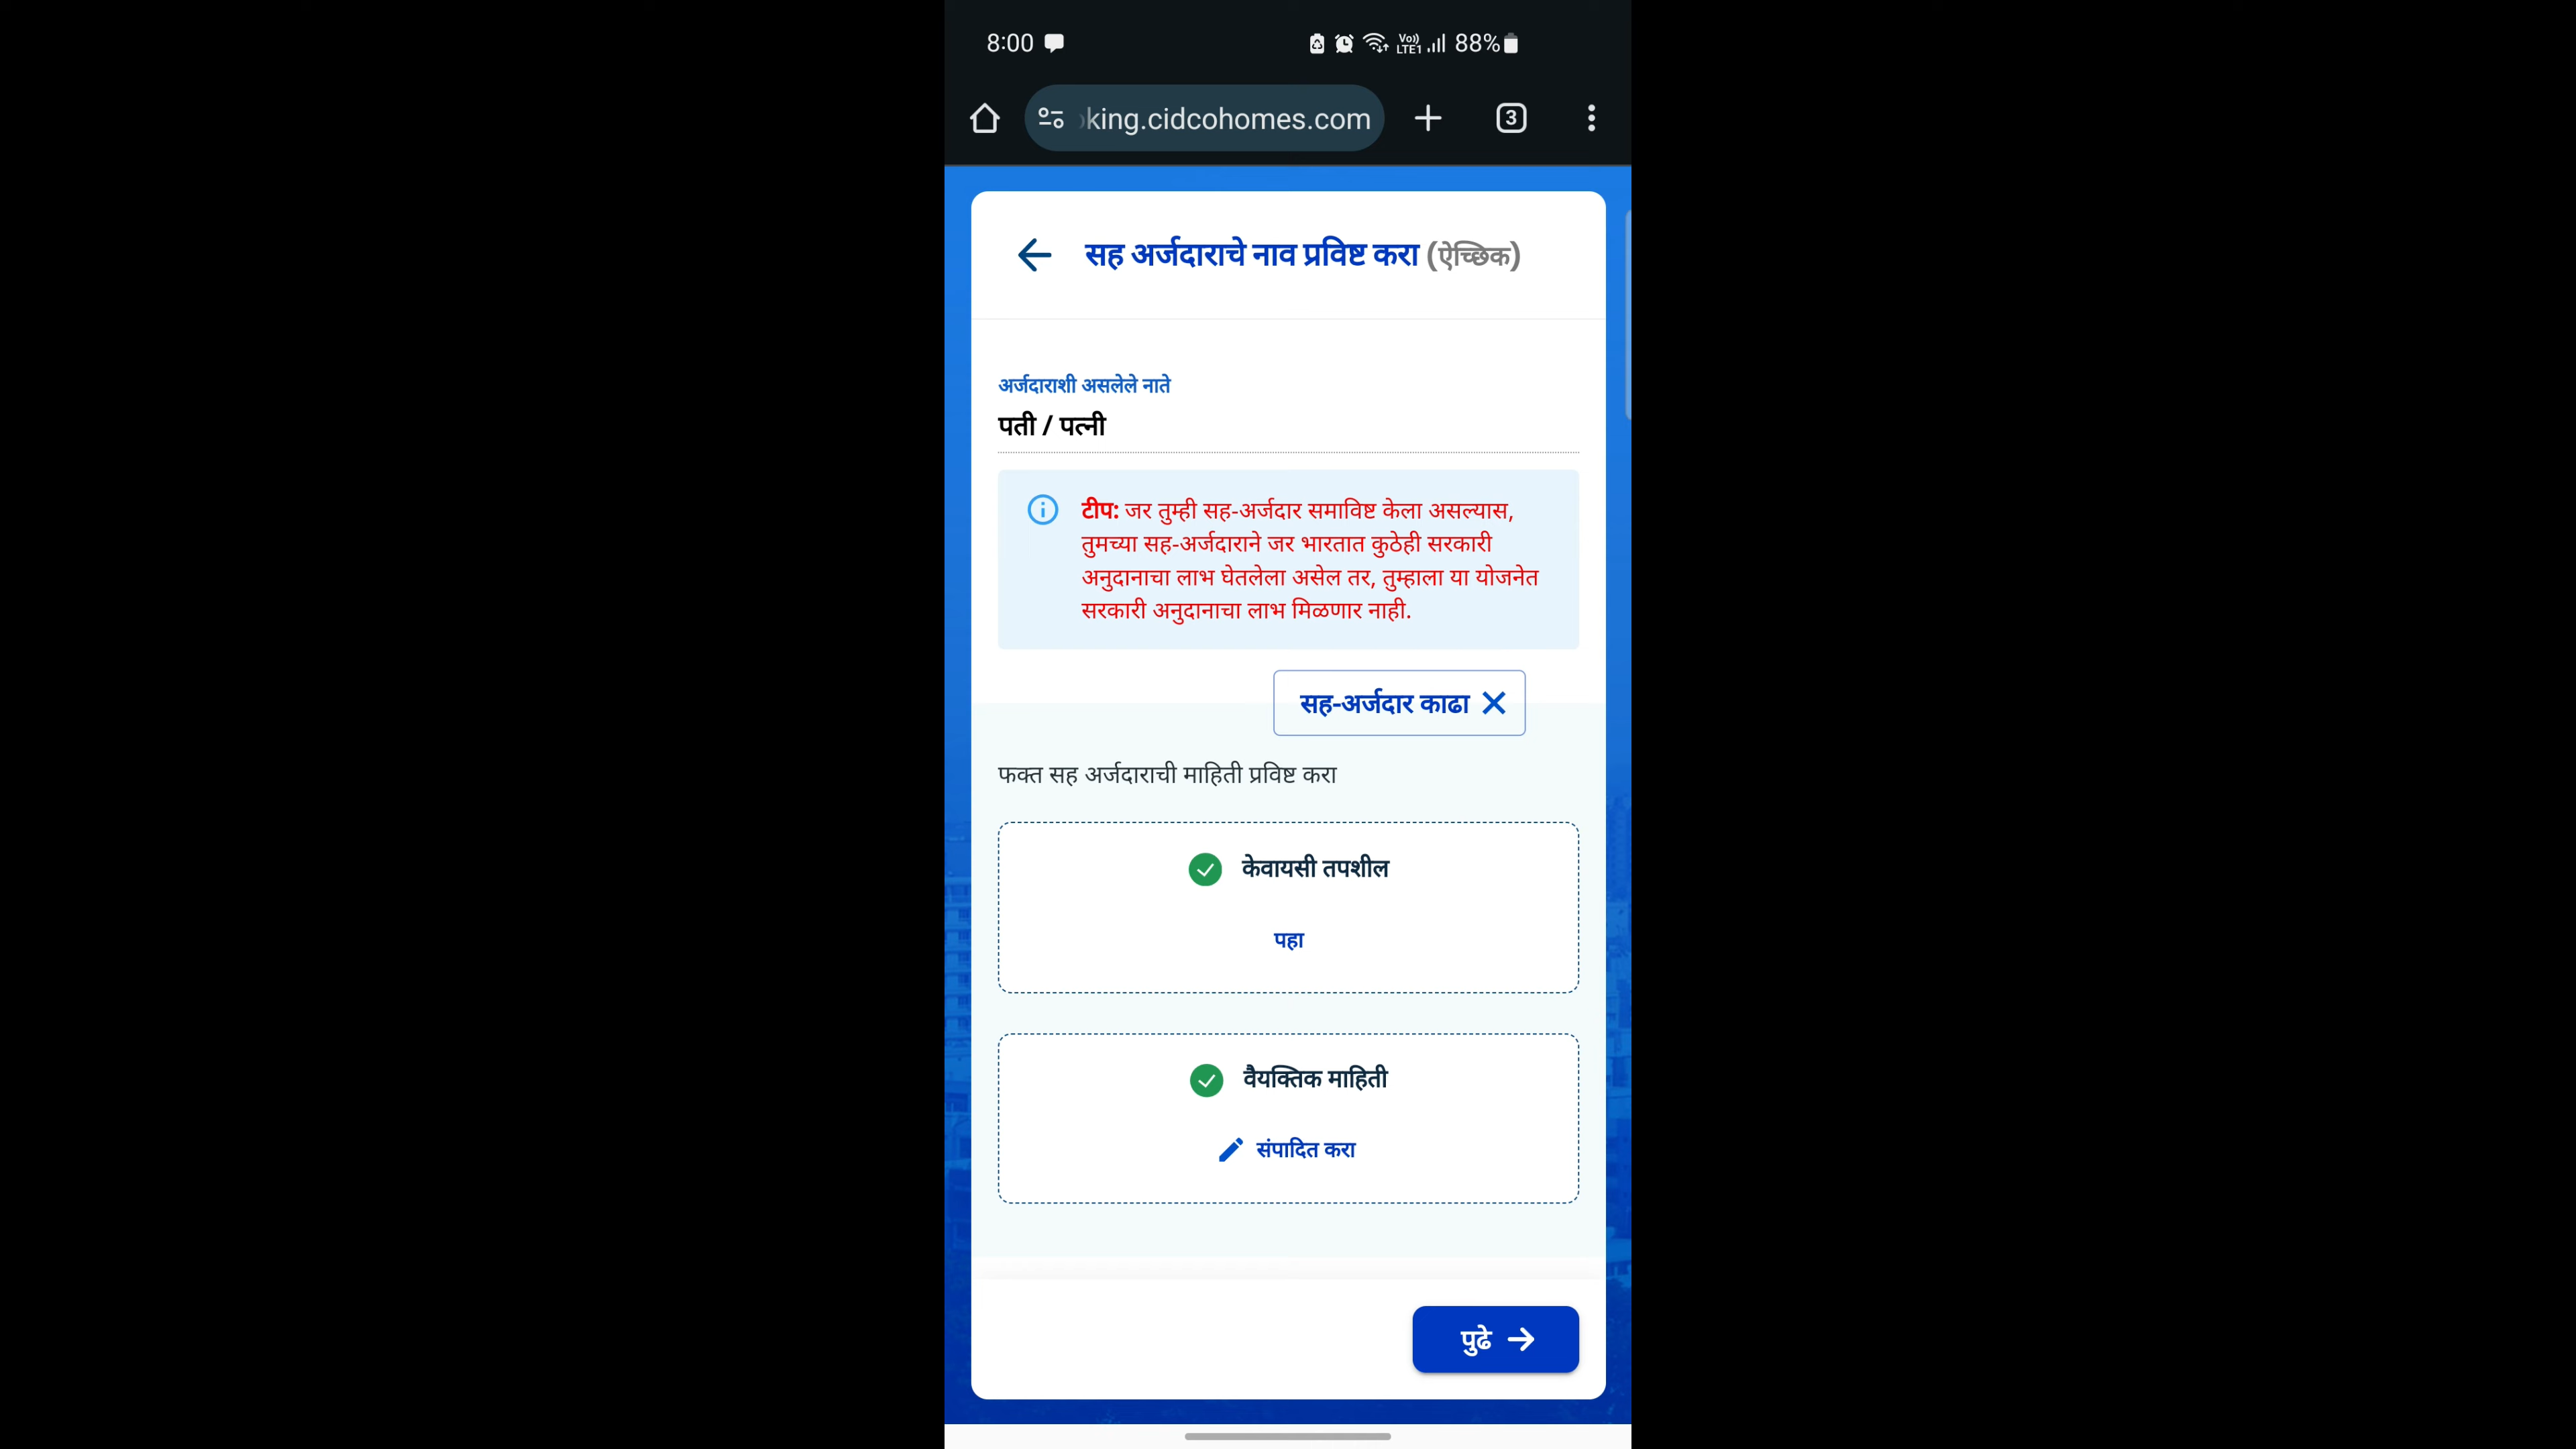 8:00
Vo))
LTE1
88%
king.cidcohomes.com
3
सह अर्जदाराचे नाव प्रविष्ट करा (ऐच्छिक)
अर्जदाराशी असलेले नाते
पती / पत्नी
टीप: जर तुम्ही सह-अर्जदार समाविष्ट केला असल्यास,
तुमच्या सह-अर्जदाराने जर भारतात कुठेही सरकारी
अनुदानाचा लाभ घेतलेला असेल तर, तुम्हाला या योजनेत
सरकारी अनुदानाचा लाभ मिळणार नाही.
सह-अर्जदार काढा
फक्त सह अर्जदाराची माहिती प्रविष्ट करा
केवायसी तपशील
पहा
वैयक्तिक माहिती
संपादित करा
पुढे